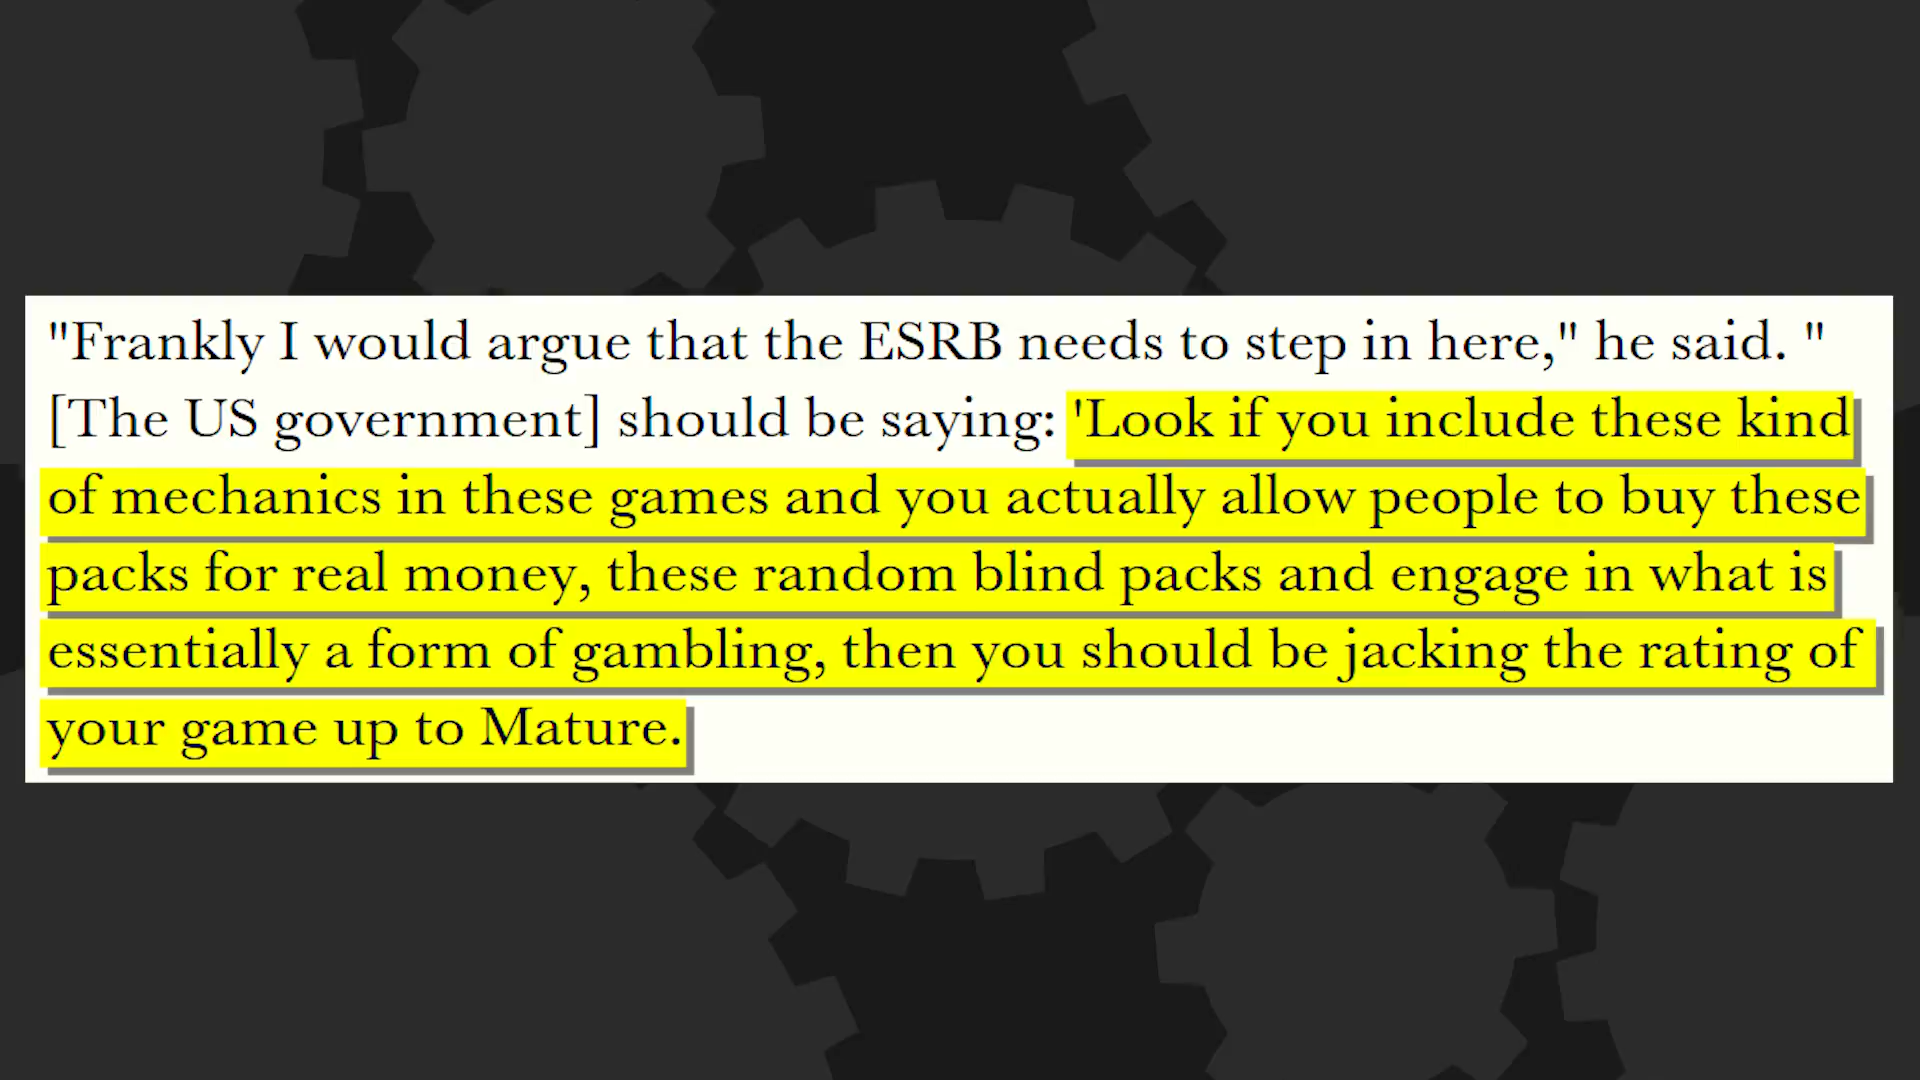 "Frankly I would argue that the ESRB needs to step in here," he said. "
[The US government] should be saying: 'Look if you include these kind
of mechanics in these games and you actually allow people to buy these
packs for real money, these random blind packs and engage in what is
essentially a form of gambling, then you should be jacking the rating of
your game up to Mature.